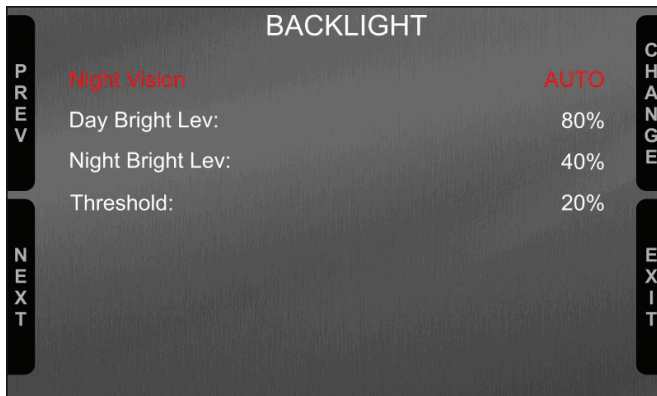 BACKLIGHT
PREV
CHANGE
Night Vision AUTO
Day Bright Lev: 80%
Night Bright Lev: 40%
Threshold: 20%
NEXT
EXIT